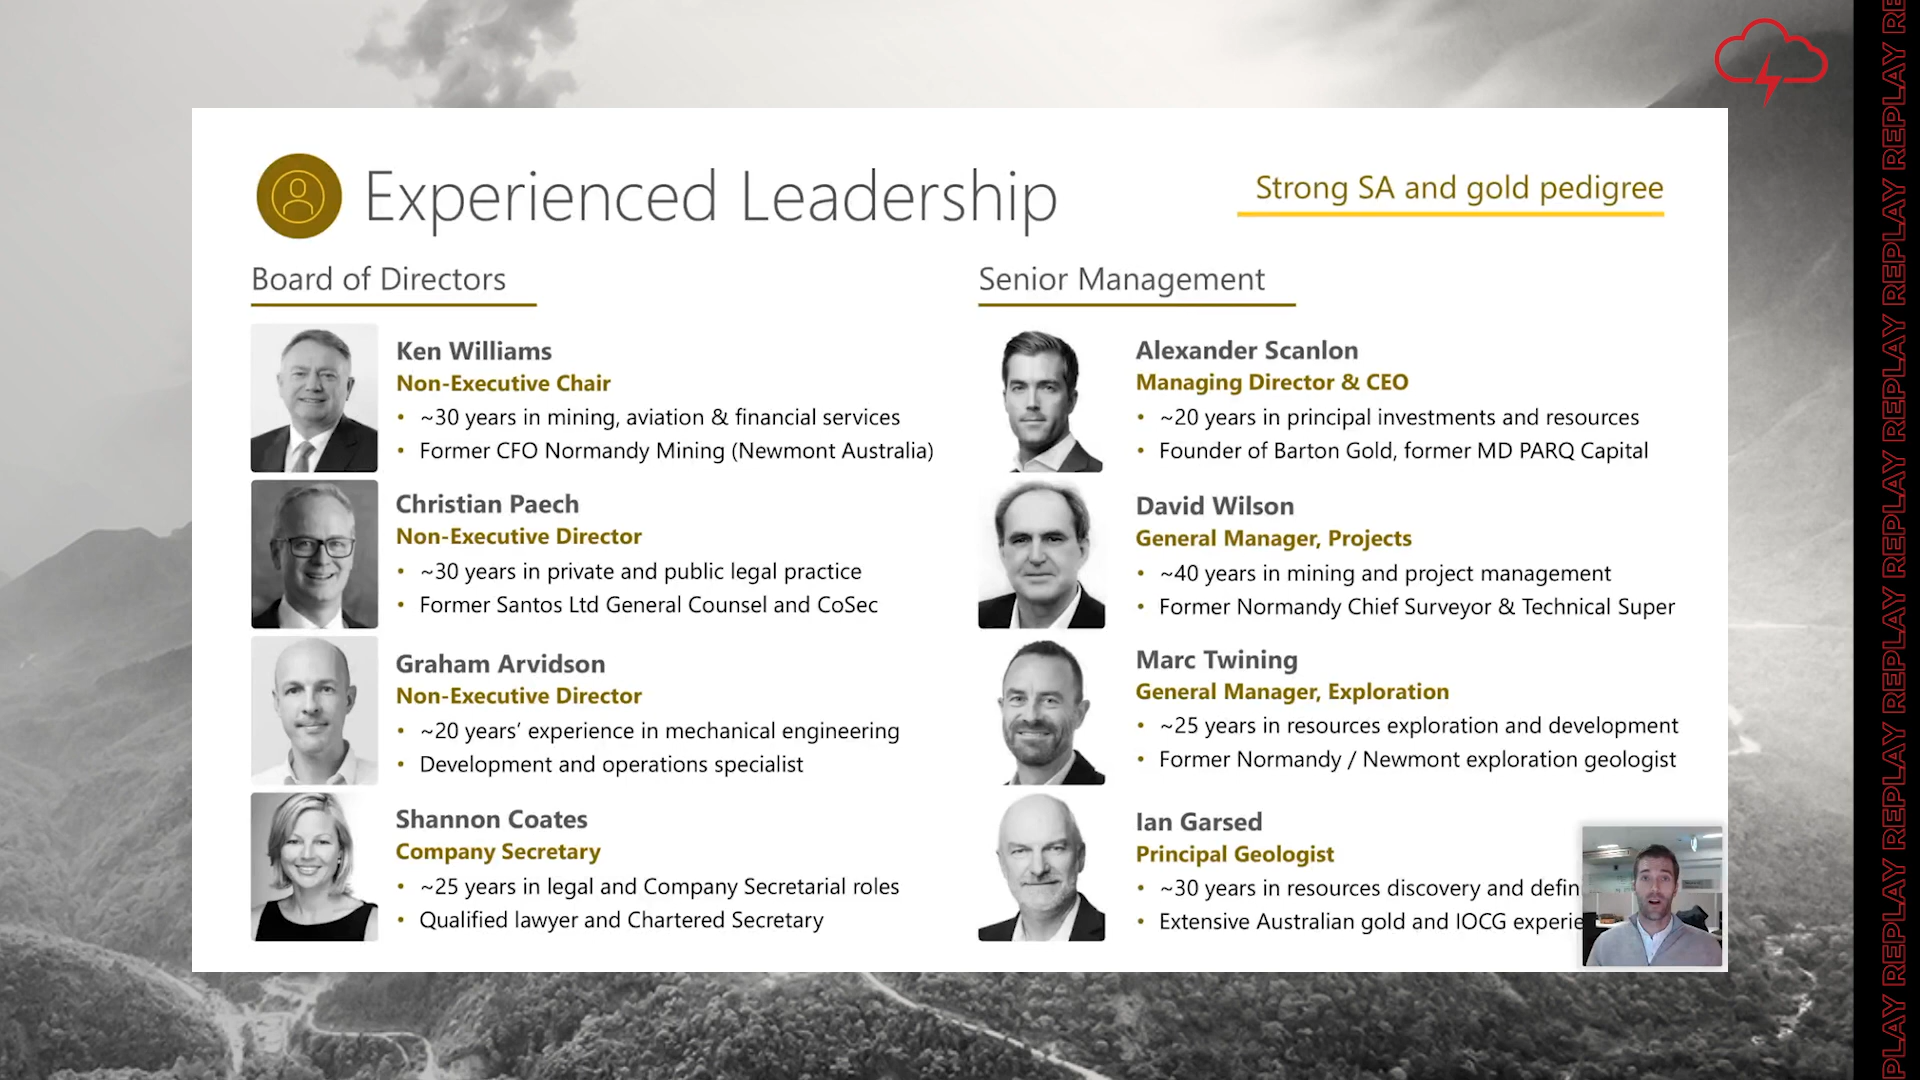 Experienced Leadership
Strong SA and gold pedigree
Board of Directors
Ken Williams
Non-Executive Chair
• ~30 years in mining, aviation & financial services
• Former CFO Normandy Mining (Newmont Australia)
Christian Paech
Non-Executive Director
• ~30 years in private and public legal practice
• Former Santos Ltd General Counsel and CoSec
Graham Arvidson
Non-Executive Director
• ~20 years’ experience in mechanical engineering
• Development and operations specialist
Shannon Coates
Company Secretary
• ~25 years in legal and Company Secretarial roles
• Qualified lawyer and Chartered Secretary
Senior Management
Alexander Scanlon
Managing Director & CEO
• ~20 years in principal investments and resources
• Founder of Barton Gold, former MD PARQ Capital
David Wilson
General Manager, Projects
• ~40 years in mining and project management
• Former Normandy Chief Surveyor & Technical Super
Marc Twining
General Manager, Exploration
• ~25 years in resources exploration and development
• Former Normandy / Newmont exploration geologist
Ian Garsed
Principal Geologist
• ~30 years in resources discovery and defin
• Extensive Australian gold and IOCG experie
PLAY REPLAY REPLAY REPLAY REPLAY REPLAY REPLAY REPLAY RE